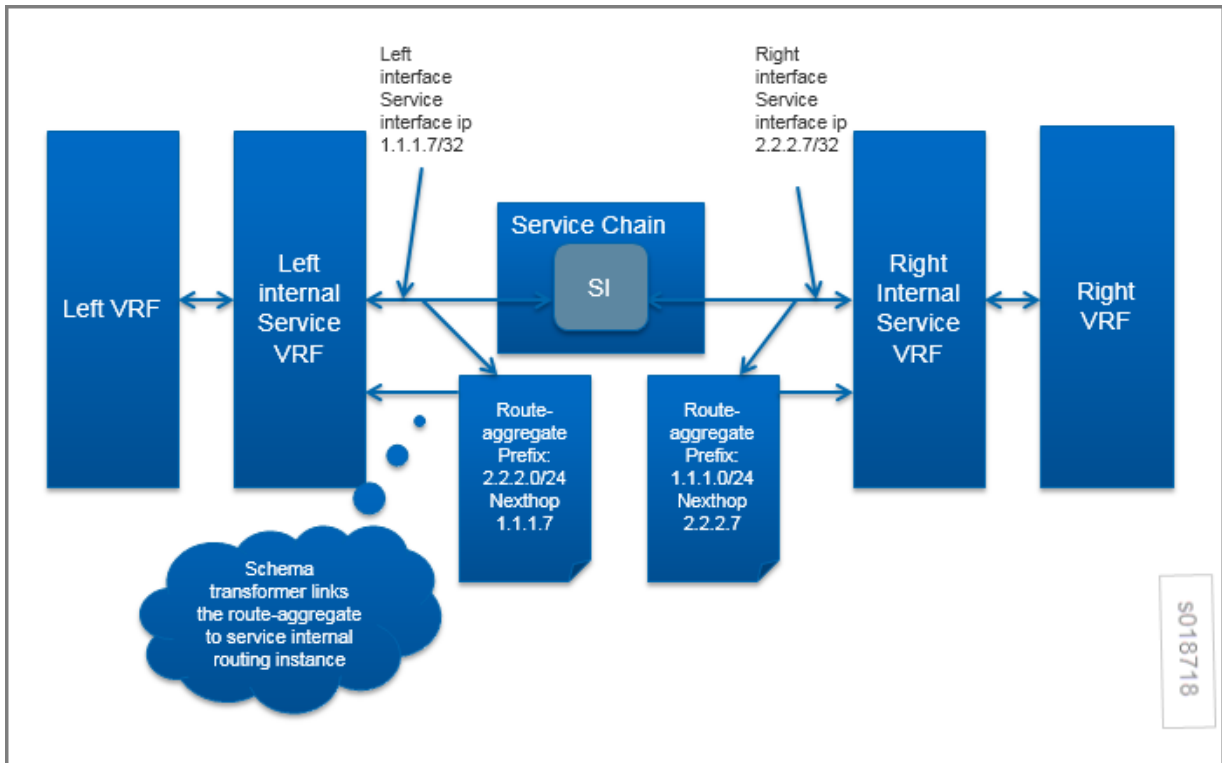 Left
interface
Service
interface ip
1.1.1.7/32
Right
interface
Service
interface ip
2.2.2.7/32
Left VRF
Left
internal
Service
VRF
Service Chain
SI
Right
Internal
Service
VRF
Right
VRF
Route-
aggregate
Prefix:
2.2.2.0/24
Nexthop
1.1.1.7
Route-
aggregate
Prefix:
1.1.1.0/24
Nexthop
2.2.2.7
Schema
transformer links
the route-aggregate
to service internal
routing instance
s018718